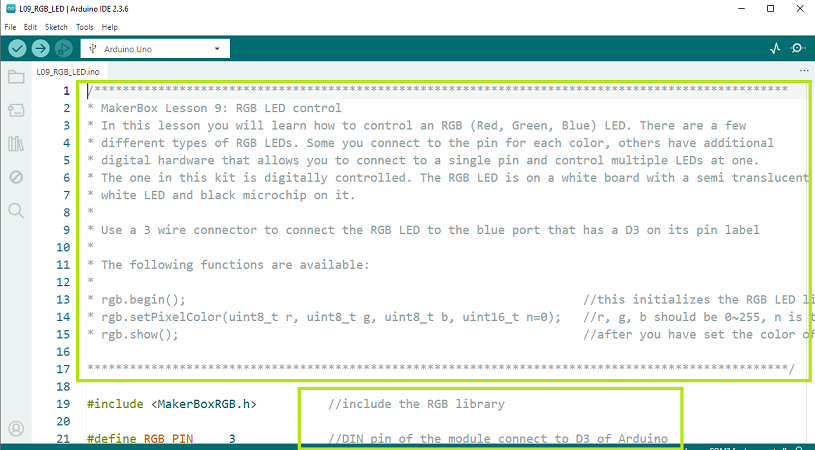 L09_RGB_LED | Arduino IDE 2.3.6
File Edit Sketch Tools Help
Arduino Uno
L09_RGB_LED.ino
1 /***************************************************************************************************
2 * MakerBox Lesson 9: RGB LED control
3 * In this lesson you will learn how to control an RGB (Red, Green, Blue) LED. There are a few
4 * different types of RGB LEDs. Some you connect to the pin for each color, others have additional
5 * digital hardware that allows you to connect to a single pin and control multiple LEDs at one.
6 * The one in this kit is digitally controlled. The RGB LED is on a white board with a semi translucent
7 * white LED and black microchip on it.
8 *
9 * Use a 3 wire connector to connect the RGB LED to the blue port that has a D3 on its pin label
10 *
11 * The following functions are available:
12 *
13 * rgb.begin(); //this initializes the RGB LED li
14 * rgb.setPixelColor(uint8_t r, uint8_t g, uint8_t b, uint16_t n=0); //r, g, b should be 0~255, n is t
15 * rgb.show(); //after you have set the color of
16
17 ***************************************************************************************************/
18
19 #include <MakerBoxRGB.h> //include the RGB library
20
21 #define RGB_PIN 3 //DIN pin of the module connect to D3 of Arduino